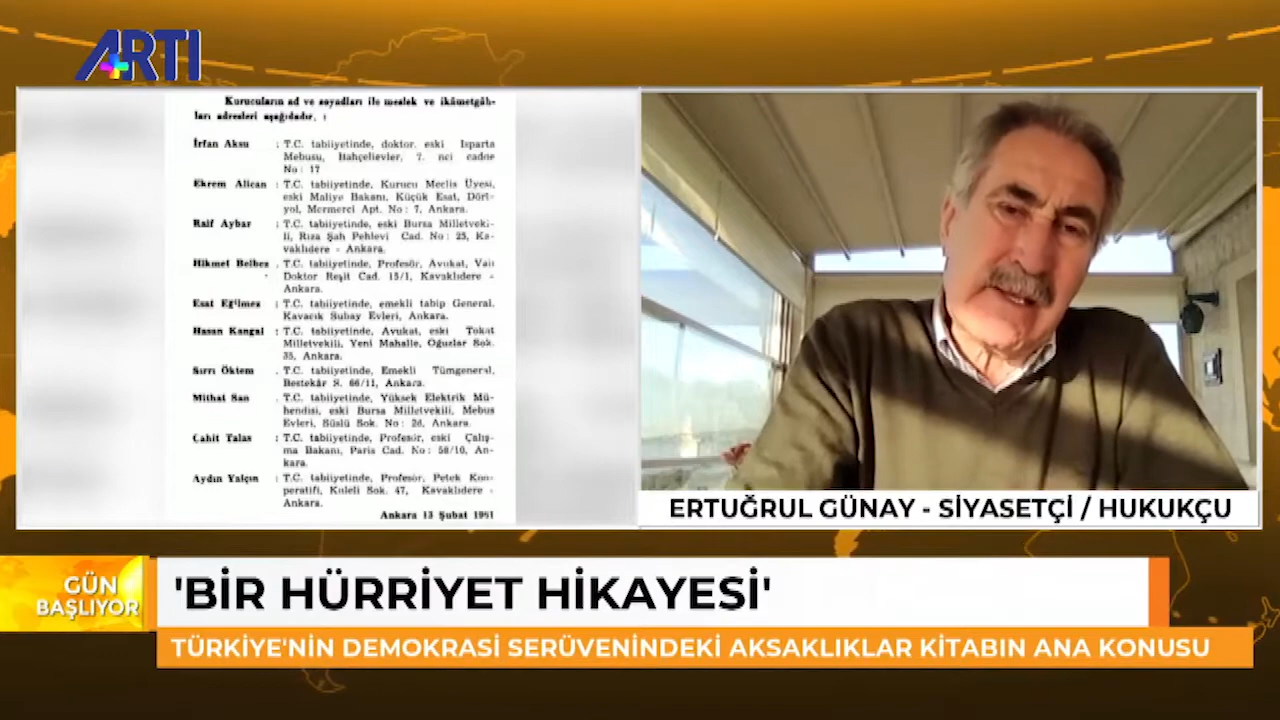 ARTI
Kurucuların ad ve soyadları ile meslek ve ikâmetgâh-
ları adresleri aşağıdadır. :
İrfan Aksu : T.C. tabiiyetinde, doktor, eski Isparta
Mebusu, Bahçelievler, 7. nci cadde
No : 17
Ekrem Alican : T.C. tabiiyetinde, Kurucu Meclis Üyesi,
eski Maliye Bakanı, Küçük Esat, Dört-
yol, Mermerci Apt. No : 7, Ankara.
Raif Aybar : T.C. tabiiyetinde, eski Bursa Milletveki-
li, Rıza Şah Pehlevi Cad. No : 25, Ka-
vaklıdere - Ankara.
Hikmet Belbez : T.C. tabiiyetinde, Profesör, Avukat, Vali
Doktor Reşit Cad. 15/1, Kavaklıdere -
Ankara.
Esat Eğilmez : T.C. tabiiyetinde, emekli tabip General,
Kavacık Subay Evleri, Ankara.
Hasan Kangal : T.C. tabiiyetinde, Avukat, eski Tokat
Milletvekili, Yeni Mahalle, Oğuzlar Sok.
35, Ankara.
Sırrı Öktem . T.C. tabiiyetinde, Emekli Tümgeneral,
Bestekâr S. 66/11, Ankara.
Mithat San . T.C. tabiiyetinde, Yüksek Elektrik Mü-
hendisi, eski Bursa Milletvekili, Mebus
Evleri, Süslü Sok. No : 26, Ankara.
Cahit Talas : T.C. tabiiyetinde, Profesör, eski Çalış-
ma Bakanı, Paris Cad. No : 56/10, An-
kara.
Aydın Yalçın : T.C. tabiiyetinde, Profesör, Petek Koo-
peratifi, Kuleli Sok. 47, Kavaklıdere -
Ankara.
Ankara 13 Şubat 1961
ERTUĞRUL GÜNAY - SİYASETÇİ / HUKUKÇU
GÜN
BAŞLIYOR
'BİR HÜRRİYET HİKAYESİ'
TÜRKİYE'NİN DEMOKRASİ SERÜVENİNDEKİ AKSAKLIKLAR KİTABIN ANA KONUSU